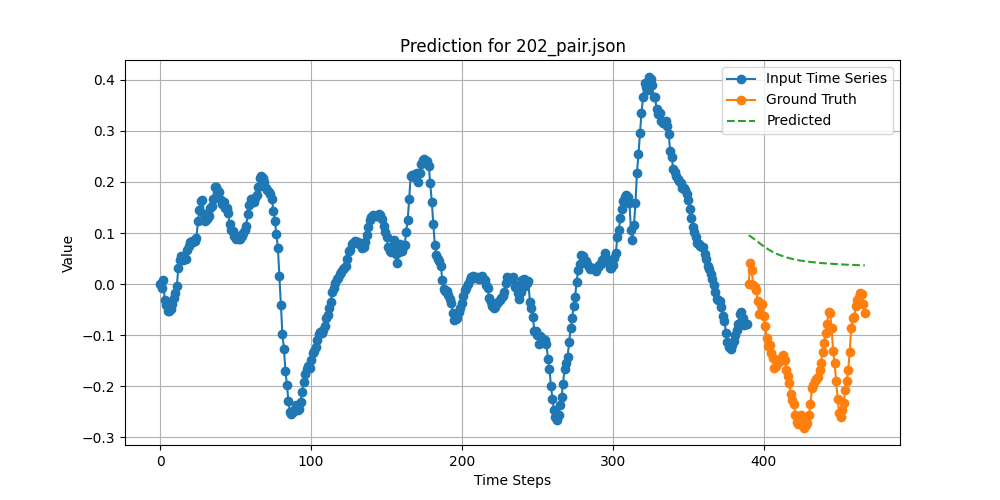 Prediction for 202_pair.json
Input Time Series
Ground Truth
Predicted
Value
0.4
0.3
0.2
0.1
0.0
−0.1
−0.2
−0.3
0 100 200 300 400
Time Steps